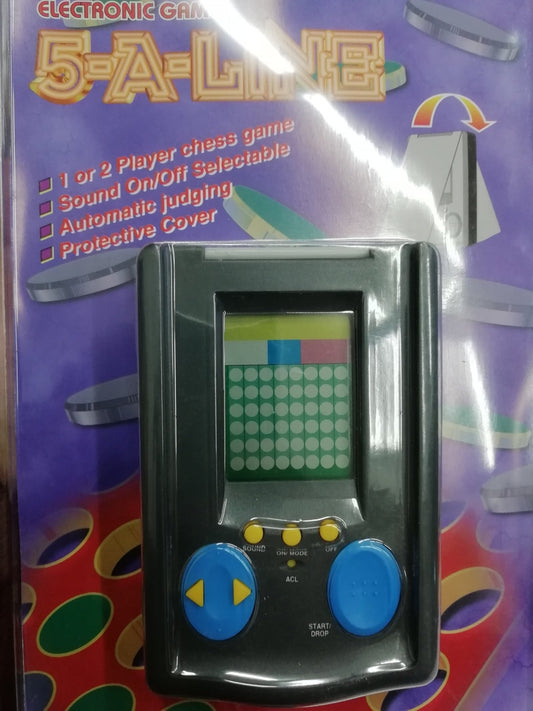 ELECTRONIC GAM
5-A-LINE
1 or 2 Player chess game
Sound On/Off Selectable
Automatic judging
Protective Cover
SOUND
ON/MODE
OFF
ACL
START/
DROP